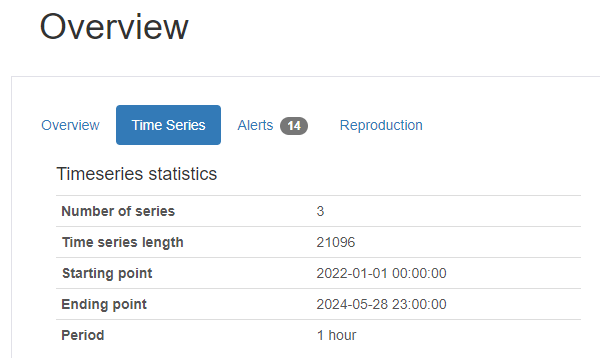 Overview
Overview Time Series Alerts 14 Reproduction
Timeseries statistics
Number of series 3
Time series length 21096
Starting point 2022-01-01 00:00:00
Ending point 2024-05-28 23:00:00
Period 1 hour